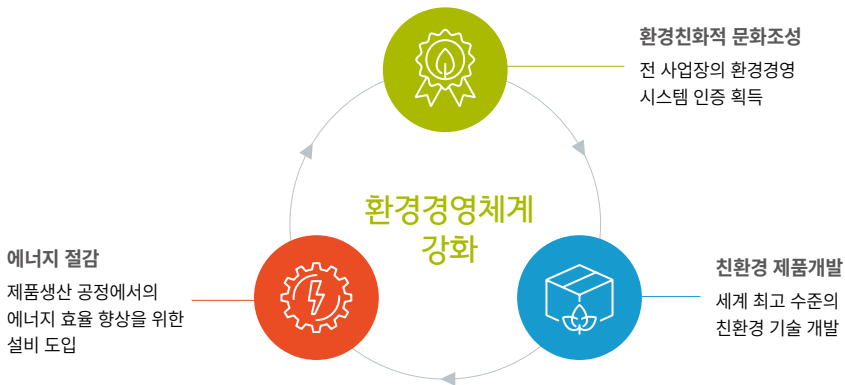 환경친화적 문화조성
전 사업장의 환경경영
시스템 인증 획득
환경경영체계
강화
에너지 절감
제품생산 공정에서의
에너지 효율 향상을 위한
설비 도입
친환경 제품개발
세계 최고 수준의
친환경 기술 개발